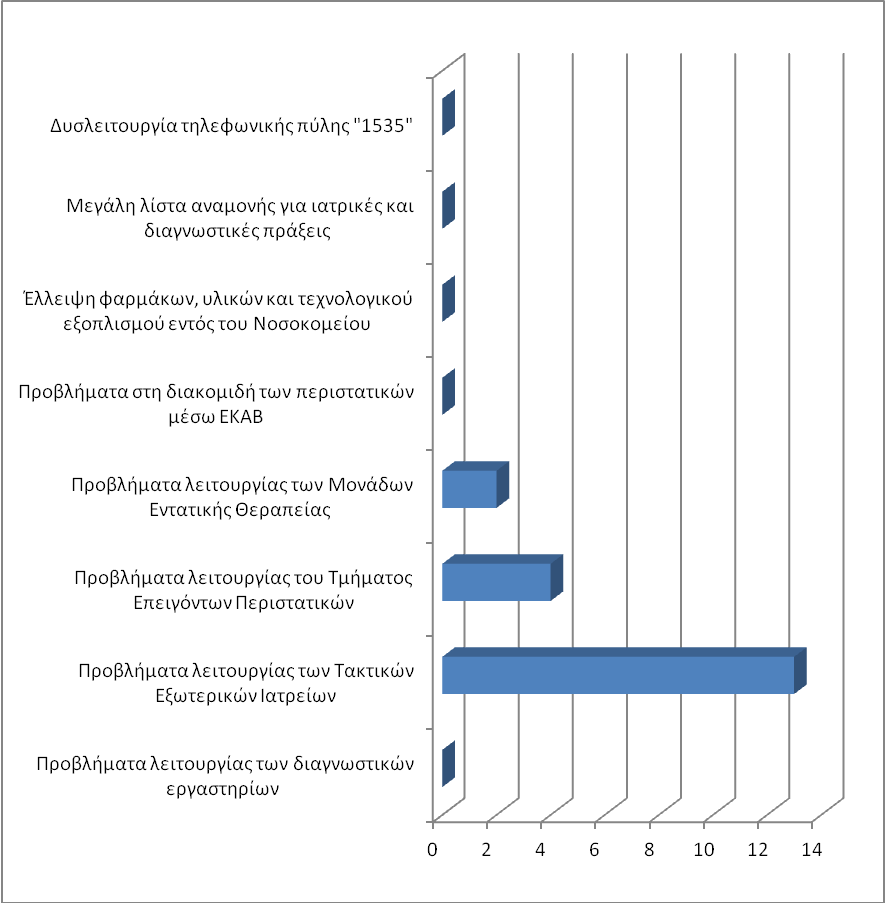 Δυσλειτουργία τηλεφωνικής πύλης "1535"
Μεγάλη λίστα αναμονής για ιατρικές και
διαγνωστικές πράξεις
Έλλειψη φαρμάκων, υλικών και τεχνολογικού
εξοπλισμού εντός του Νοσοκομείου
Προβλήματα στη διακομιδή των περιστατικών
μέσω ΕΚΑΒ
Προβλήματα λειτουργίας των Μονάδων
Εντατικής Θεραπείας
Προβλήματα λειτουργίας του Τμήματος
Επειγόντων Περιστατικών
Προβλήματα λειτουργίας των Τακτικών
Εξωτερικών Ιατρείων
Προβλήματα λειτουργίας των διαγνωστικών
εργαστηρίων
0 2 4 6 8 10 12 14